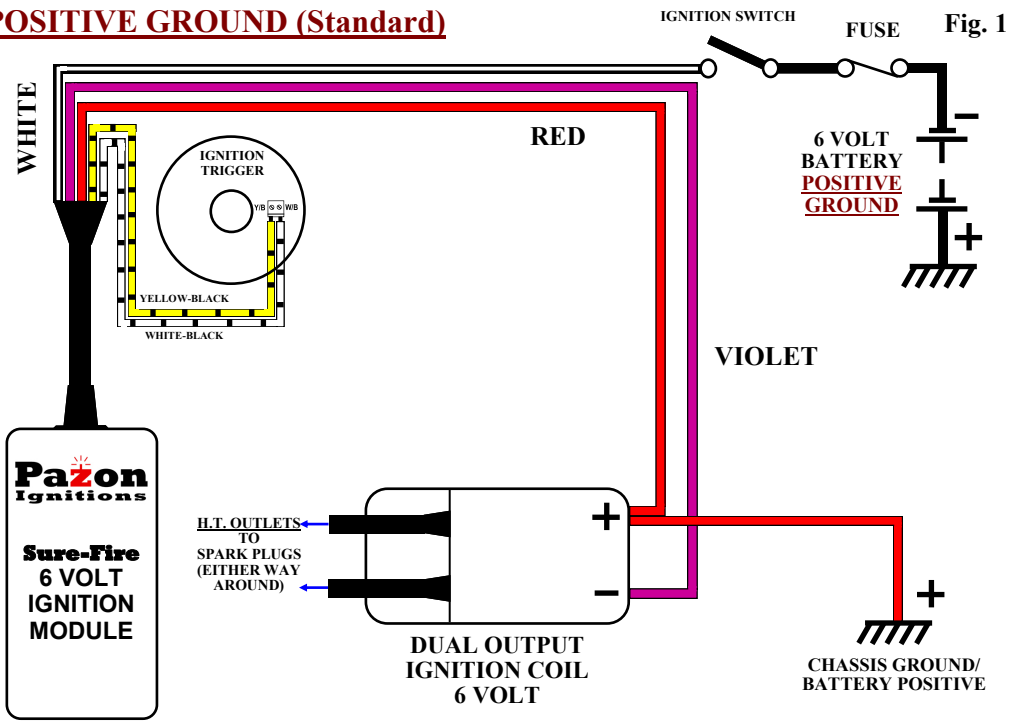 POSITIVE GROUND (Standard)
IGNITION SWITCH
FUSE
Fig. 1
WHITE
RED
IGNITION
TRIGGER
Y/B
W/B
6 VOLT
BATTERY
POSITIVE
GROUND
-
+
YELLOW-BLACK
WHITE-BLACK
VIOLET
Pazon
Ignitions
Sure-Fire
6 VOLT
IGNITION
MODULE
H.T. OUTLETS
TO
SPARK PLUGS
(EITHER WAY
AROUND)
+
-
DUAL OUTPUT
IGNITION COIL
6 VOLT
+
CHASSIS GROUND/
BATTERY POSITIVE